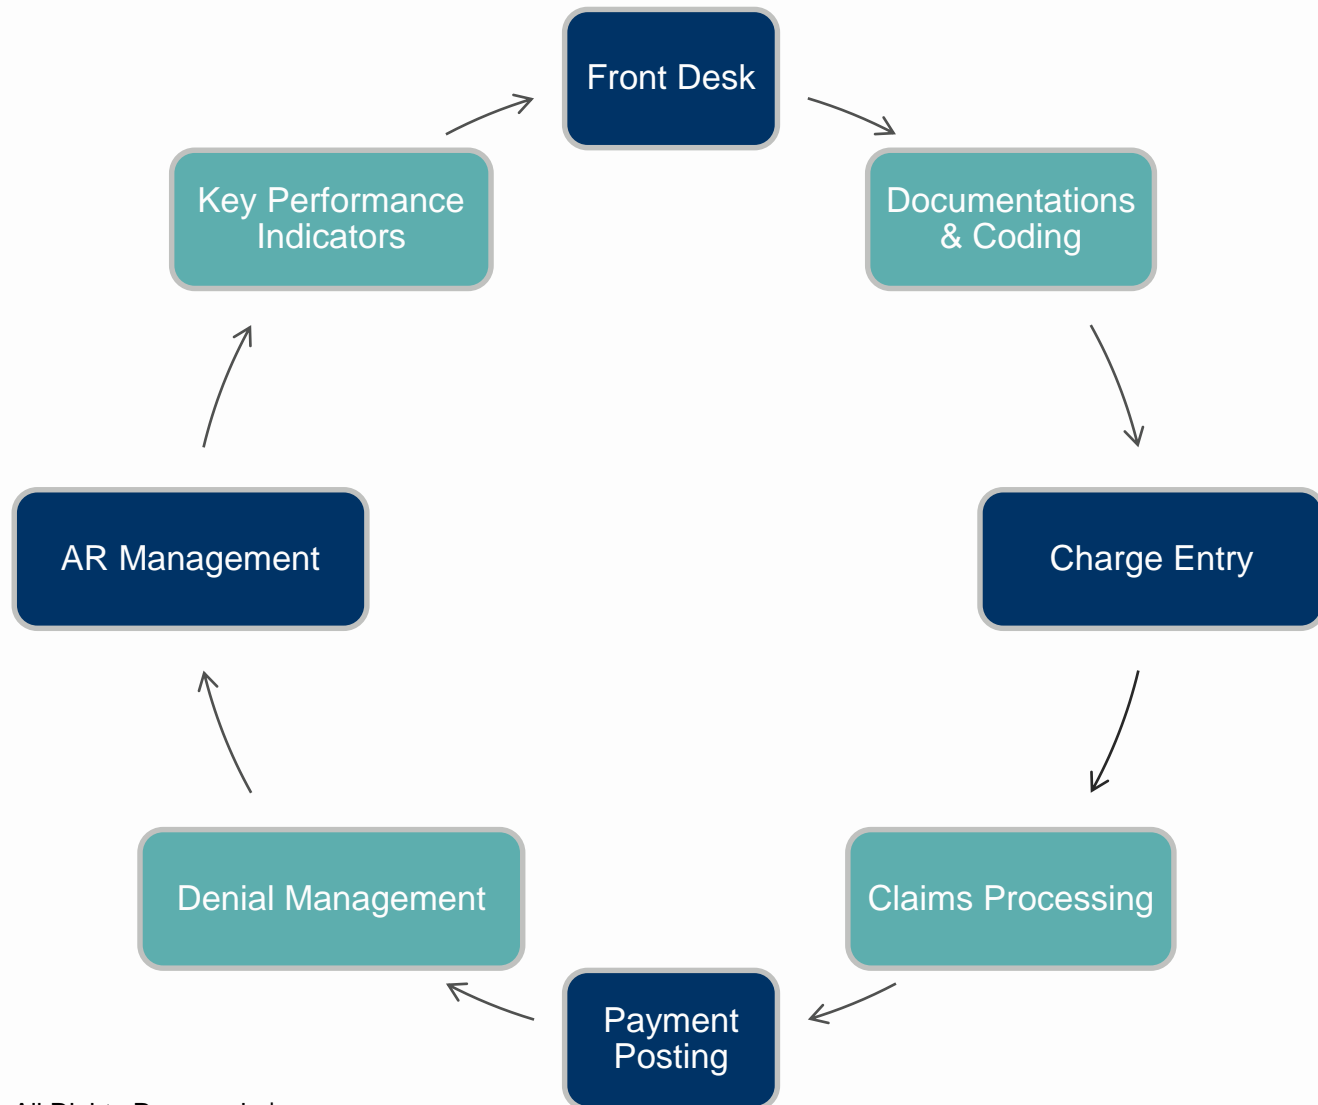 Front Desk
Documentations
& Coding
Charge Entry
Claims Processing
Payment
Posting
Denial Management
AR Management
Key Performance
Indicators